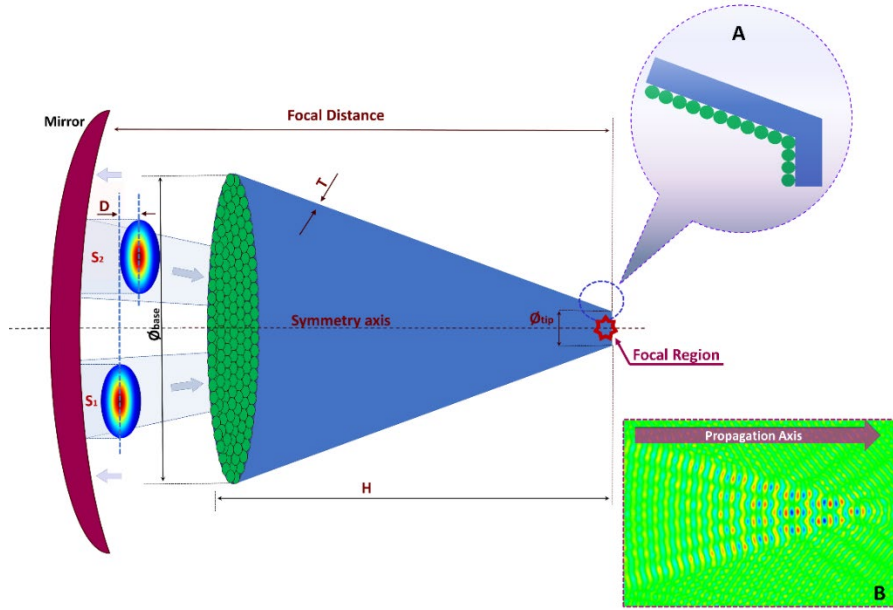 A
Mirror
Focal Distance
T
D
S₂
Øbase
Symmetry axis
Øtip
Focal Region
S₁
H
Propagation Axis
B